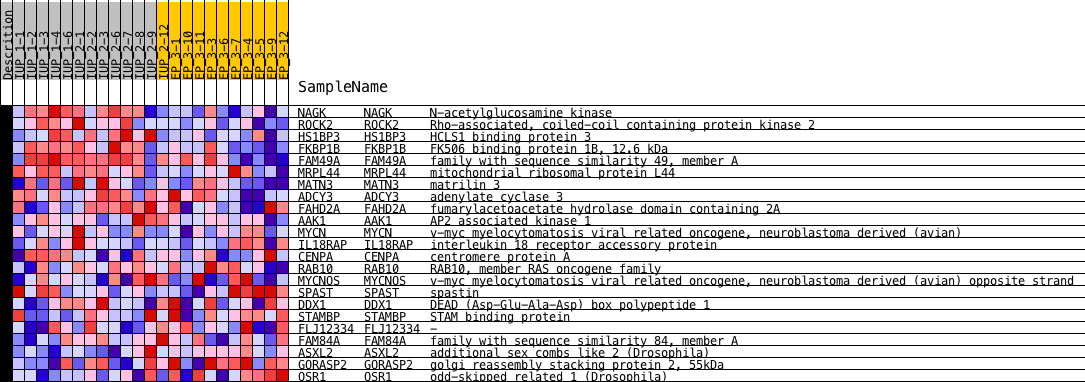 Descrition
IUP_1-1
IUP_1-2
IUP_1-3
IUP_1-4
IUP_1-6
IUP_2-1
IUP_2-2
IUP_2-3
IUP_2-6
IUP_2-7
IUP_2-8
IUP_2-9
IUP_2-12
EP_3-1
EP_3-10
EP_3-11
EP_3-3
EP_3-6
EP_3-7
EP_3-4
EP_3-5
EP_3-9
EP_3-12
SampleName
NAGK NAGK N-acetylglucosamine kinase
ROCK2 ROCK2 Rho-associated, coiled-coil containing protein kinase 2
HS1BP3 HS1BP3 HCLS1 binding protein 3
FKBP1B FKBP1B FK506 binding protein 1B, 12.6 kDa
FAM49A FAM49A family with sequence similarity 49, member A
MRPL44 MRPL44 mitochondrial ribosomal protein L44
MATN3 MATN3 matrilin 3
ADCY3 ADCY3 adenylate cyclase 3
FAHD2A FAHD2A fumarylacetoacetate hydrolase domain containing 2A
AAK1 AAK1 AP2 associated kinase 1
MYCN MYCN v-myc myelocytomatosis viral related oncogene, neuroblastoma derived (avian)
IL18RAP IL18RAP interleukin 18 receptor accessory protein
CENPA CENPA centromere protein A
RAB10 RAB10 RAB10, member RAS oncogene family
MYCNOS MYCNOS v-myc myelocytomatosis viral related oncogene, neuroblastoma derived (avian) opposite strand
SPAST SPAST spastin
DDX1 DDX1 DEAD (Asp-Glu-Ala-Asp) box polypeptide 1
STAMBP STAMBP STAM binding protein
FLJ12334 FLJ12334 -
FAM84A FAM84A family with sequence similarity 84, member A
ASXL2 ASXL2 additional sex combs like 2 (Drosophila)
GORASP2 GORASP2 golgi reassembly stacking protein 2, 55kDa
OSR1 OSR1 odd-skipped related 1 (Drosophila)